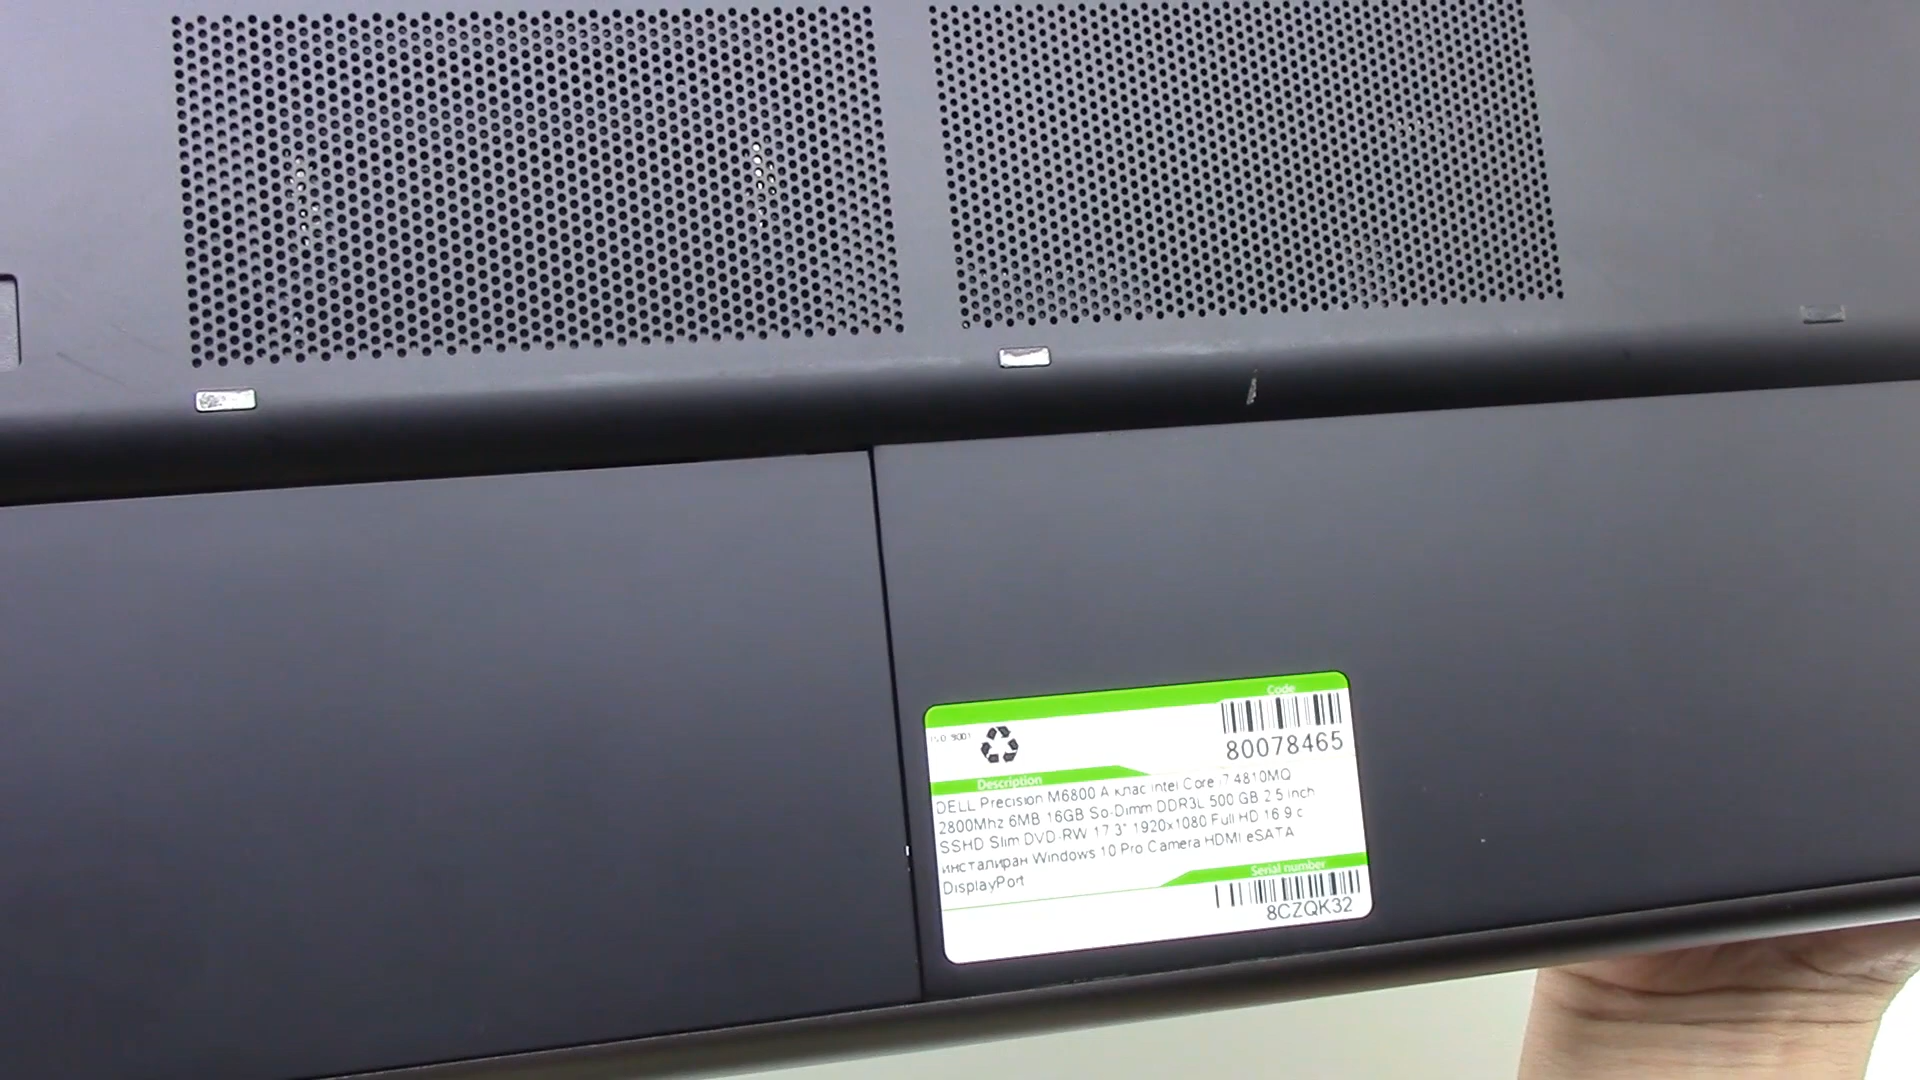 Code
ISO 9001
80078465
Description
DELL Precision M6800 А клас Intel Core i7 4810MQ
2800Mhz 6MB 16GB So-Dimm DDR3L 500 GB 2.5 inch
SSHD Slim DVD-RW 17.3" 1920x1080 Full HD 16:9 с
инсталиран Windows 10 Pro Camera HDMI eSATA
DisplayPort
Serial number
8CZQK32